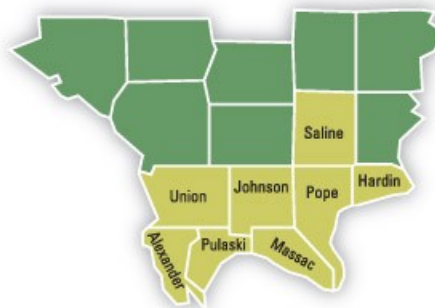 Saline
Union
Johnson
Pope
Hardin
Alexander
Pulaski
Massac